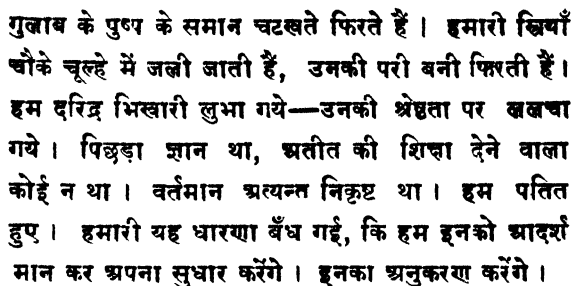 गुलाब के पुष्प के समान चटखते फिरते हैं। हमारी स्त्रियाँ
चौके चूल्हे में जली जाती हैं, उनकी परी बनी फिरती हैं।
हम दरिद्र भिखारी लुभा गये—उनकी श्रेष्ठता पर ललचा
गये। पिछड़ा ज्ञान था, अतीत की शिक्षा देने वाला
कोई न था। वर्तमान अत्यन्त निकृष्ट था। हम पतित
हुए। हमारी यह धारणा बँध गई, कि हम इनको आदर्श
मान कर अपना सुधार करेंगे। इनका अनुकरण करेंगे।